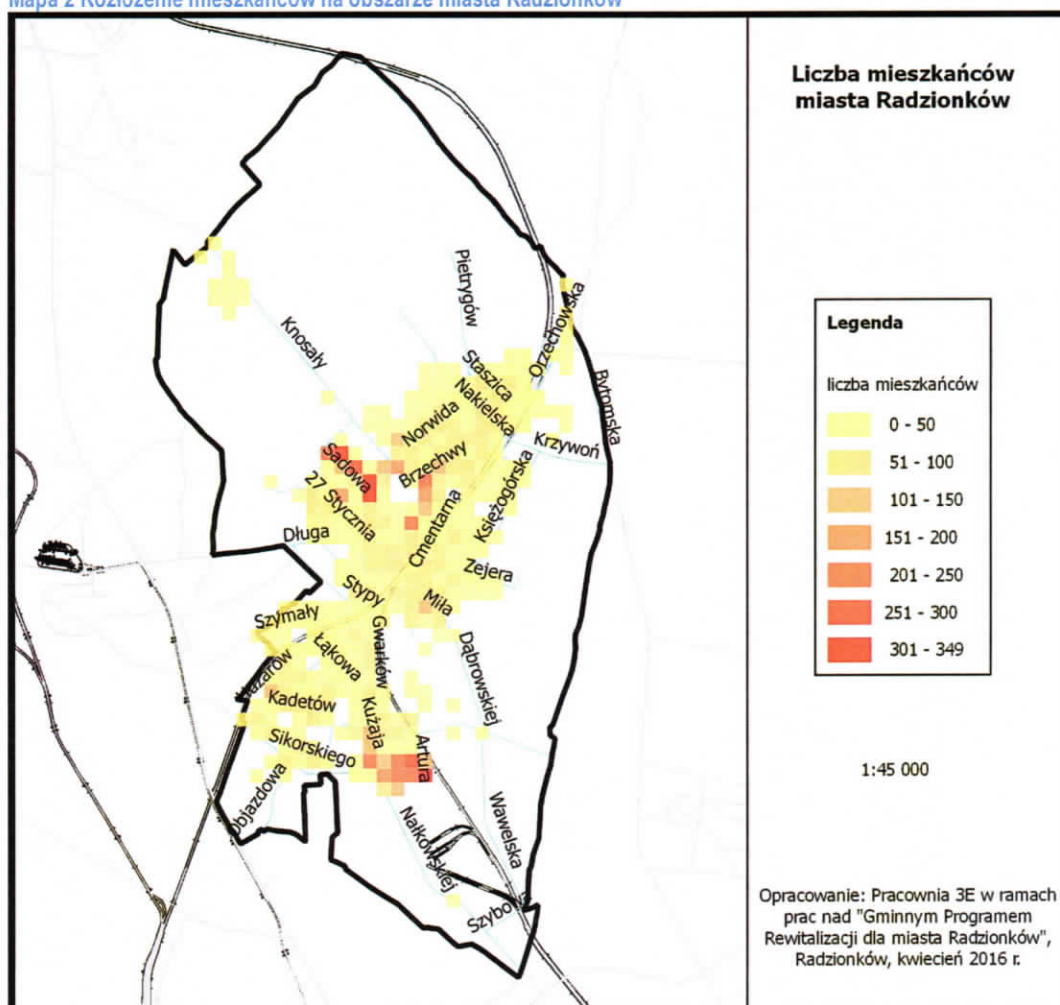 Mapa 2 Rozłożenie mieszkańców na obszarze miasta Radzionków
Liczba mieszkańców
miasta Radzionków
Legenda
liczba mieszkańców
0 - 50
51 - 100
101 - 150
151 - 200
201 - 250
251 - 300
301 - 349
1:45 000
Opracowanie: Pracownia 3E w ramach
prac nad "Gminnym Programem
Rewitalizacji dla miasta Radzionków",
Radzionków, kwiecień 2016 r.
Pietrygów
Orzechowska
Knosały
Staszica
Nakielska
Bytomska
Norwida
Krzywoń
Brzechwy
Sadowa
Księżogórska
27 Stycznia
Cmentarna
Długa
Zejera
Stypy
Miła
Szymały
Gwarków
Łąkowa
Dąbrowskiej
Kadetów
Kużaja
Sikorskiego
Artura
Objazdowa
Wawelska
Nałkowskiej